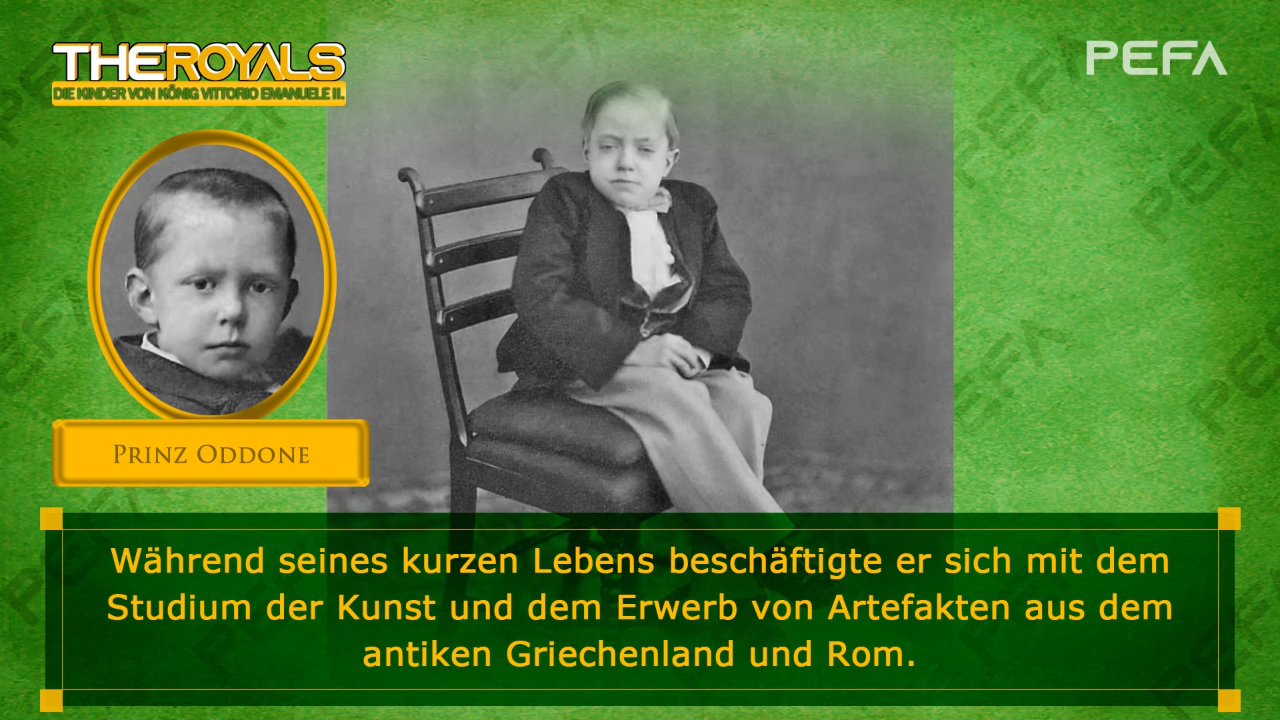 THEROYALS
DIE KINDER VON KÖNIG VITTORIO EMANUELE II.
PEFA
PRINZ ODDONE
Während seines kurzen Lebens beschäftigte er sich mit dem
Studium der Kunst und dem Erwerb von Artefakten aus dem
antiken Griechenland und Rom.